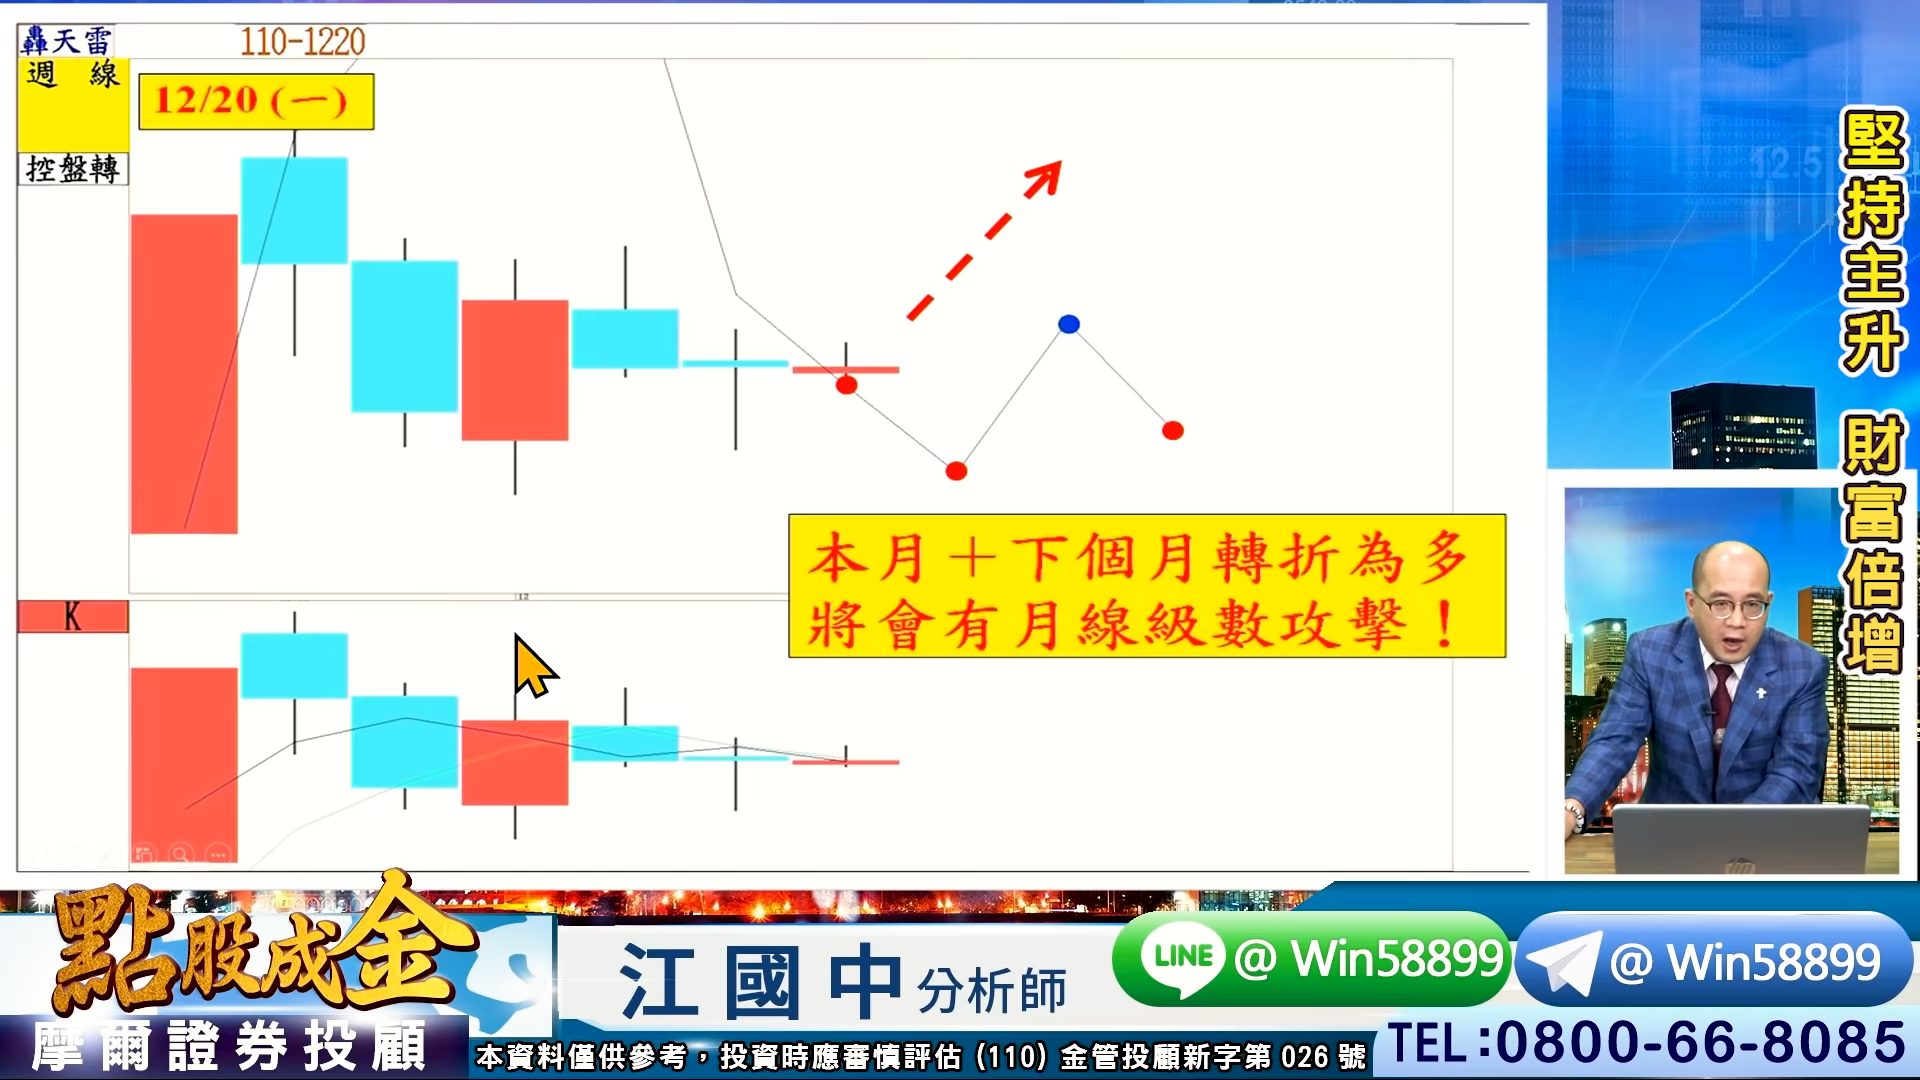 轟天雷
110-1220
週 線
12/20 (一)
控盤轉
本月＋下個月轉折為多
將會有月線級數攻擊！
12
K
堅持主升 財富倍增
12.5
hp
點股成金
摩爾證券投顧
江國中 分析師
LINE @ Win58899
@ Win58899
本資料僅供參考，投資時應審慎評估 (110) 金管投顧新字第 026 號
TEL:0800-66-8085